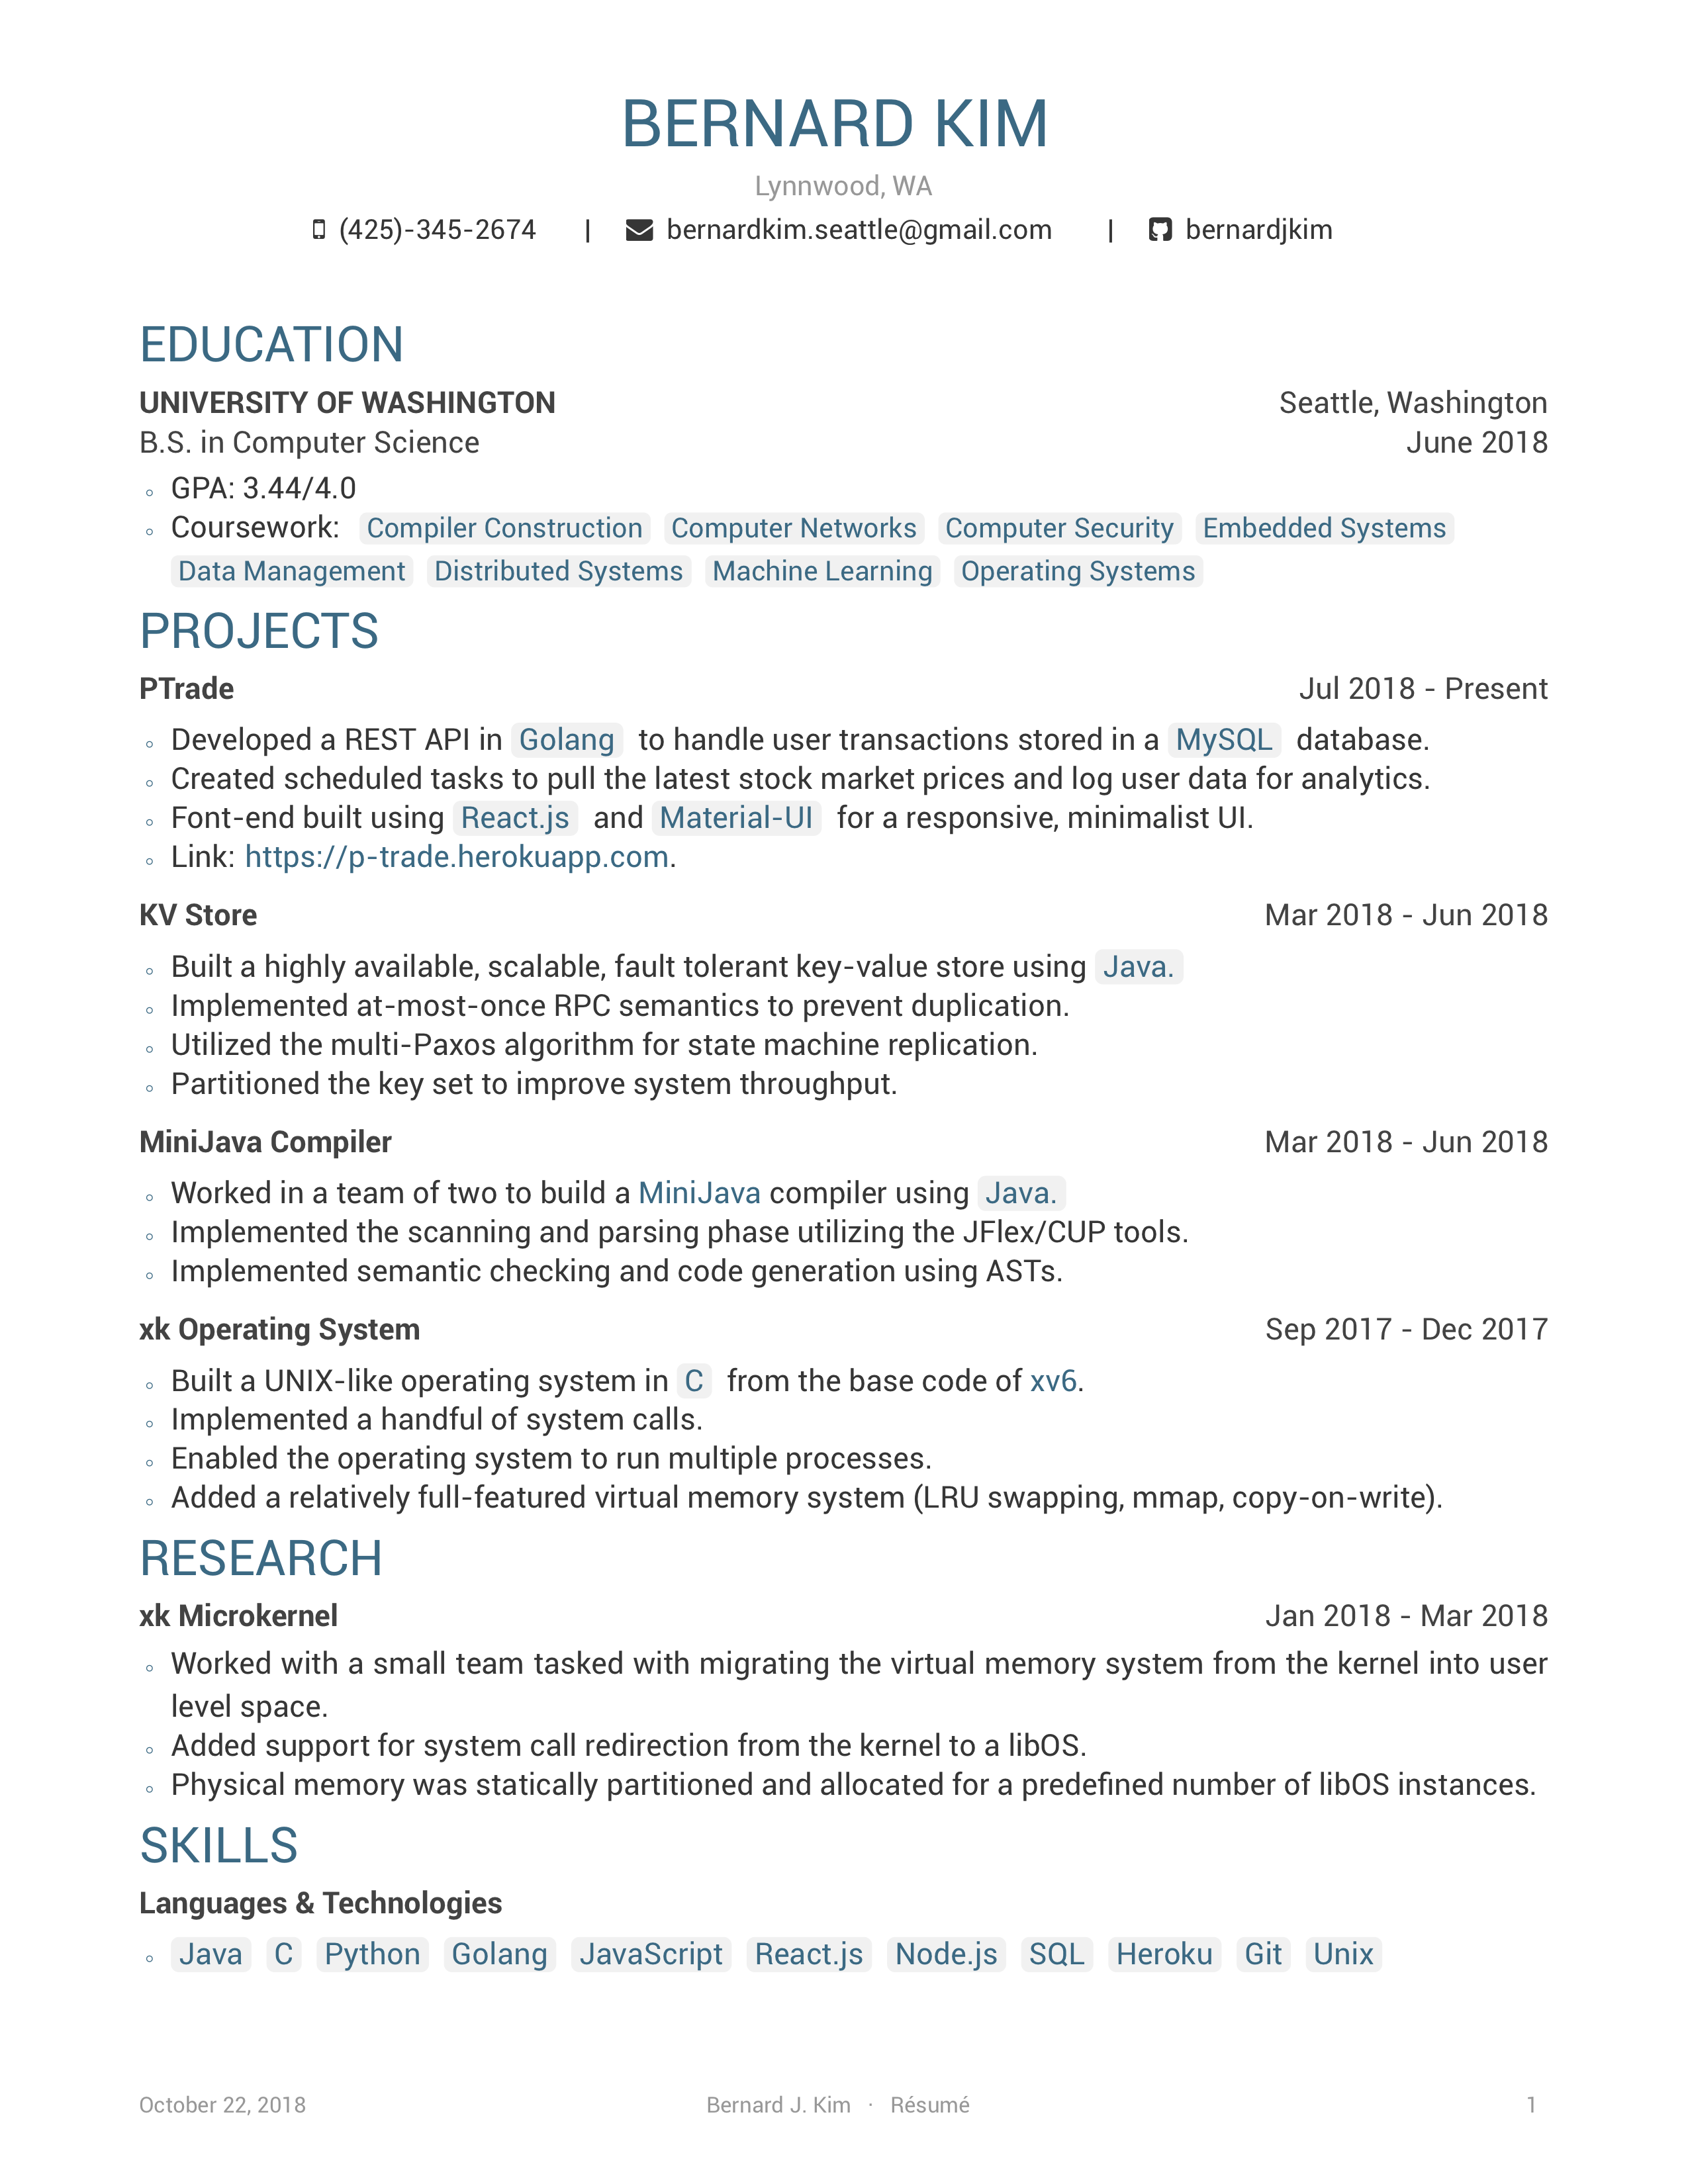 BERNARD KIM
Lynnwood, WA
(425)-345-2674 | bernardkim.seattle@gmail.com | bernardjkim
EDUCATION
UNIVERSITY OF WASHINGTON Seattle, Washington
B.S. in Computer Science June 2018
◦ GPA: 3.44/4.0
◦ Coursework: Compiler Construction Computer Networks Computer Security Embedded Systems
Data Management Distributed Systems Machine Learning Operating Systems
PROJECTS
PTrade Jul 2018 - Present
◦ Developed a REST API in Golang to handle user transactions stored in a MySQL database.
◦ Created scheduled tasks to pull the latest stock market prices and log user data for analytics.
◦ Font-end built using React.js and Material-UI for a responsive, minimalist UI.
◦ Link: https://p-trade.herokuapp.com.
KV Store Mar 2018 - Jun 2018
◦ Built a highly available, scalable, fault tolerant key-value store using Java.
◦ Implemented at-most-once RPC semantics to prevent duplication.
◦ Utilized the multi-Paxos algorithm for state machine replication.
◦ Partitioned the key set to improve system throughput.
MiniJava Compiler Mar 2018 - Jun 2018
◦ Worked in a team of two to build a MiniJava compiler using Java.
◦ Implemented the scanning and parsing phase utilizing the JFlex/CUP tools.
◦ Implemented semantic checking and code generation using ASTs.
xk Operating System Sep 2017 - Dec 2017
◦ Built a UNIX-like operating system in C from the base code of xv6.
◦ Implemented a handful of system calls.
◦ Enabled the operating system to run multiple processes.
◦ Added a relatively full-featured virtual memory system (LRU swapping, mmap, copy-on-write).
RESEARCH
xk Microkernel Jan 2018 - Mar 2018
◦ Worked with a small team tasked with migrating the virtual memory system from the kernel into user
level space.
◦ Added support for system call redirection from the kernel to a libOS.
◦ Physical memory was statically partitioned and allocated for a predefined number of libOS instances.
SKILLS
Languages & Technologies
◦ Java C Python Golang JavaScript React.js Node.js SQL Heroku Git Unix
October 22, 2018 Bernard J. Kim · Résumé 1